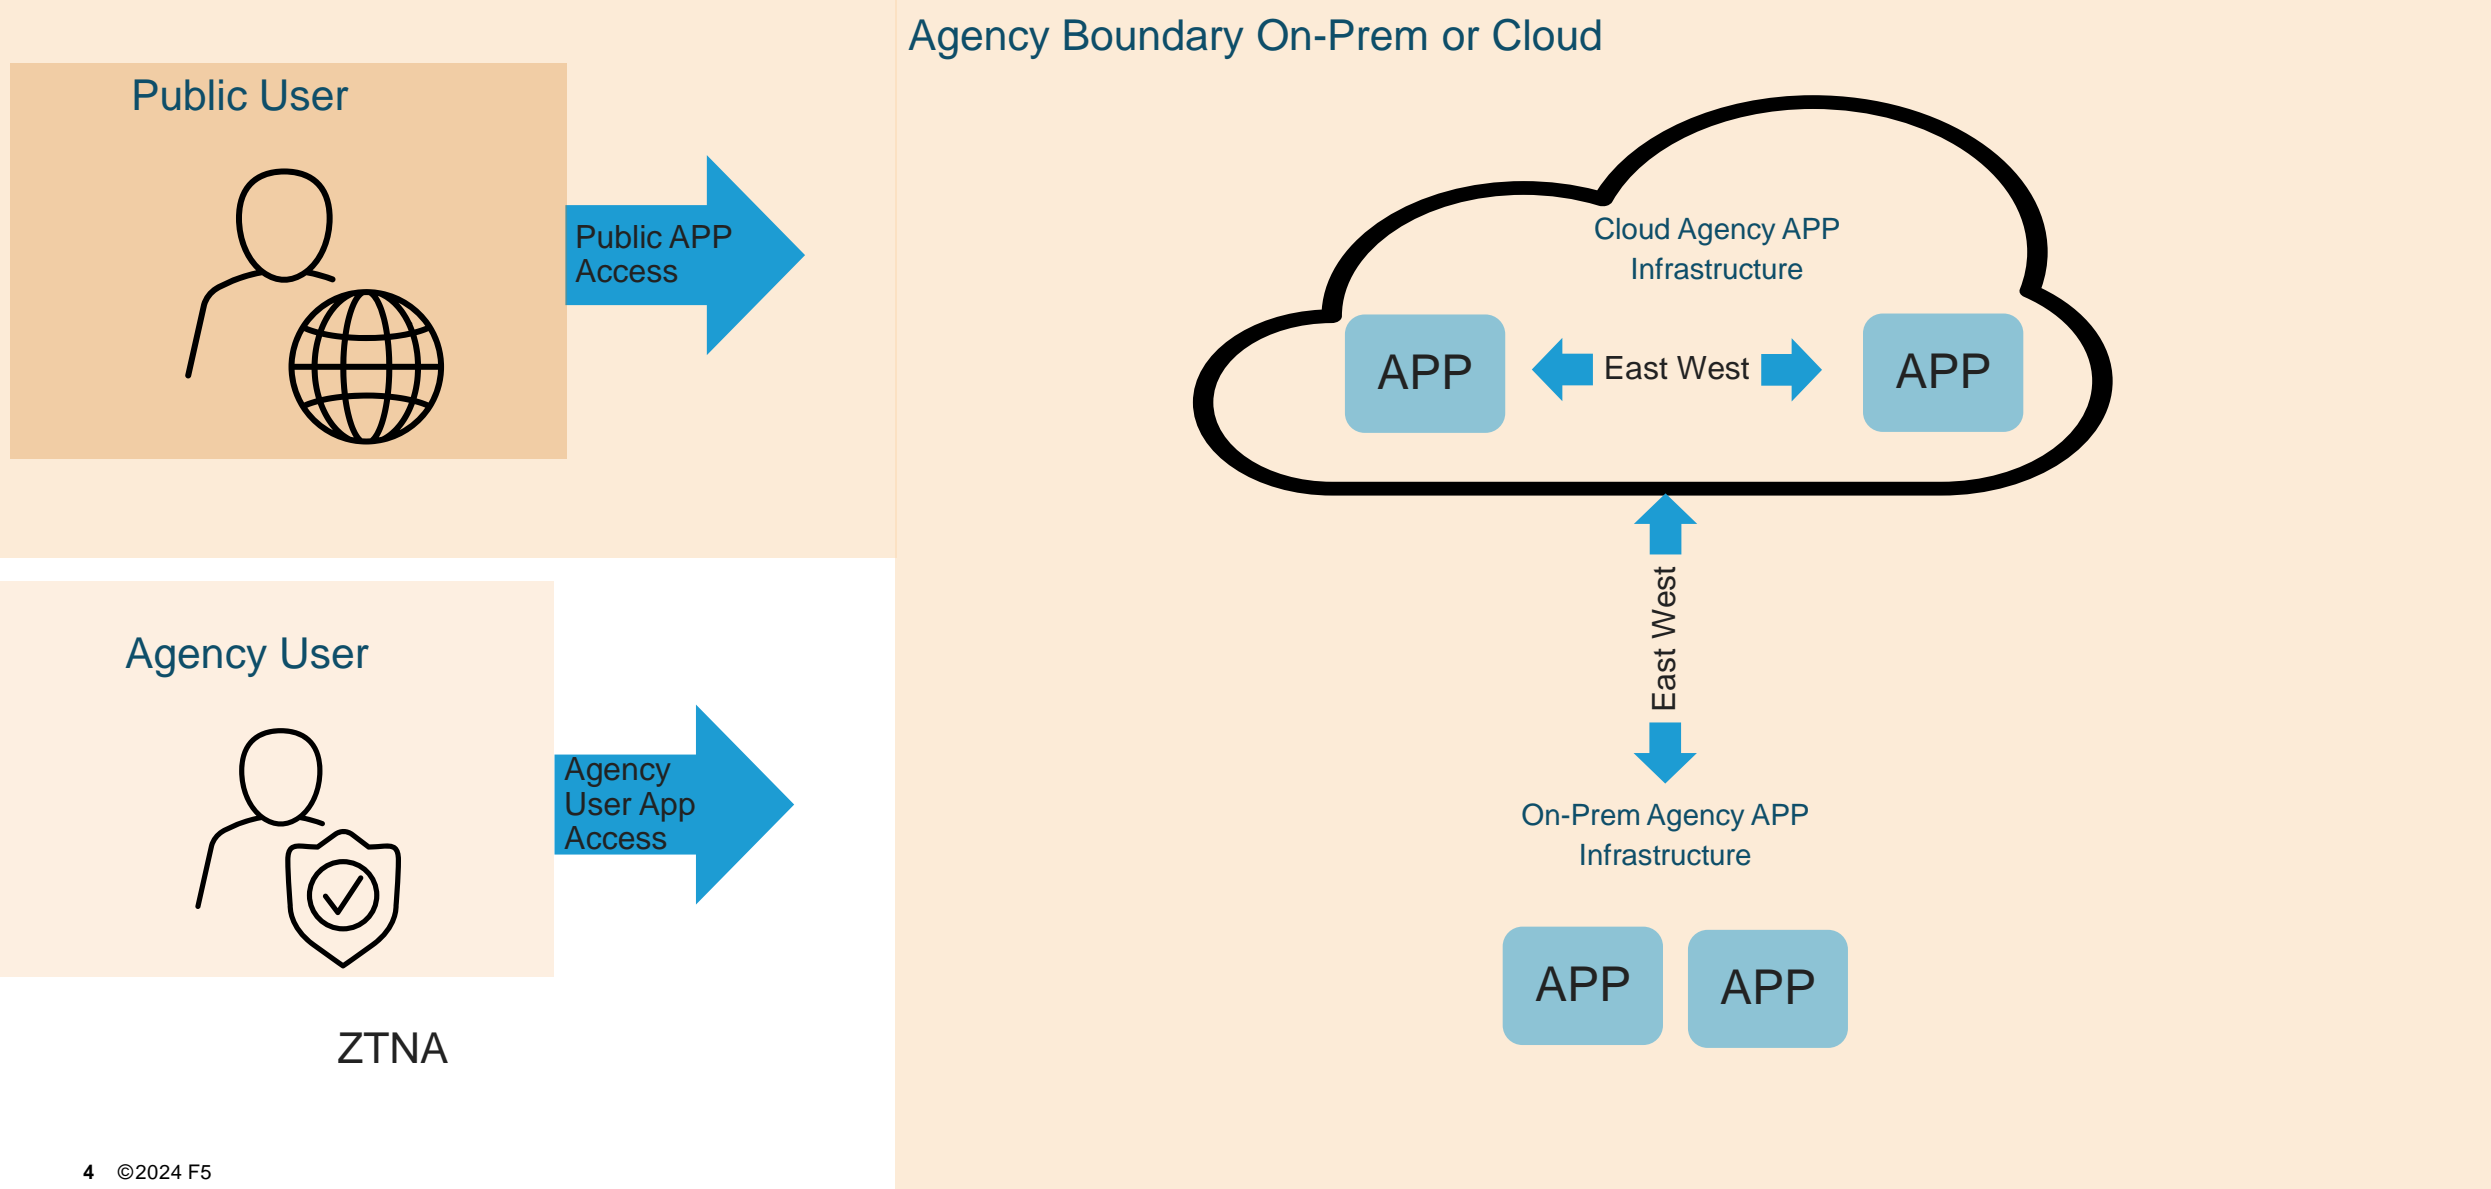 Agency Boundary On-Prem or Cloud
Public User
Public APP
Access
Cloud Agency APP
Infrastructure
APP
East West
APP
East West
Agency User
Agency
User App
Access
On-Prem Agency APP
Infrastructure
APP
APP
ZTNA
4 ©2024 F5